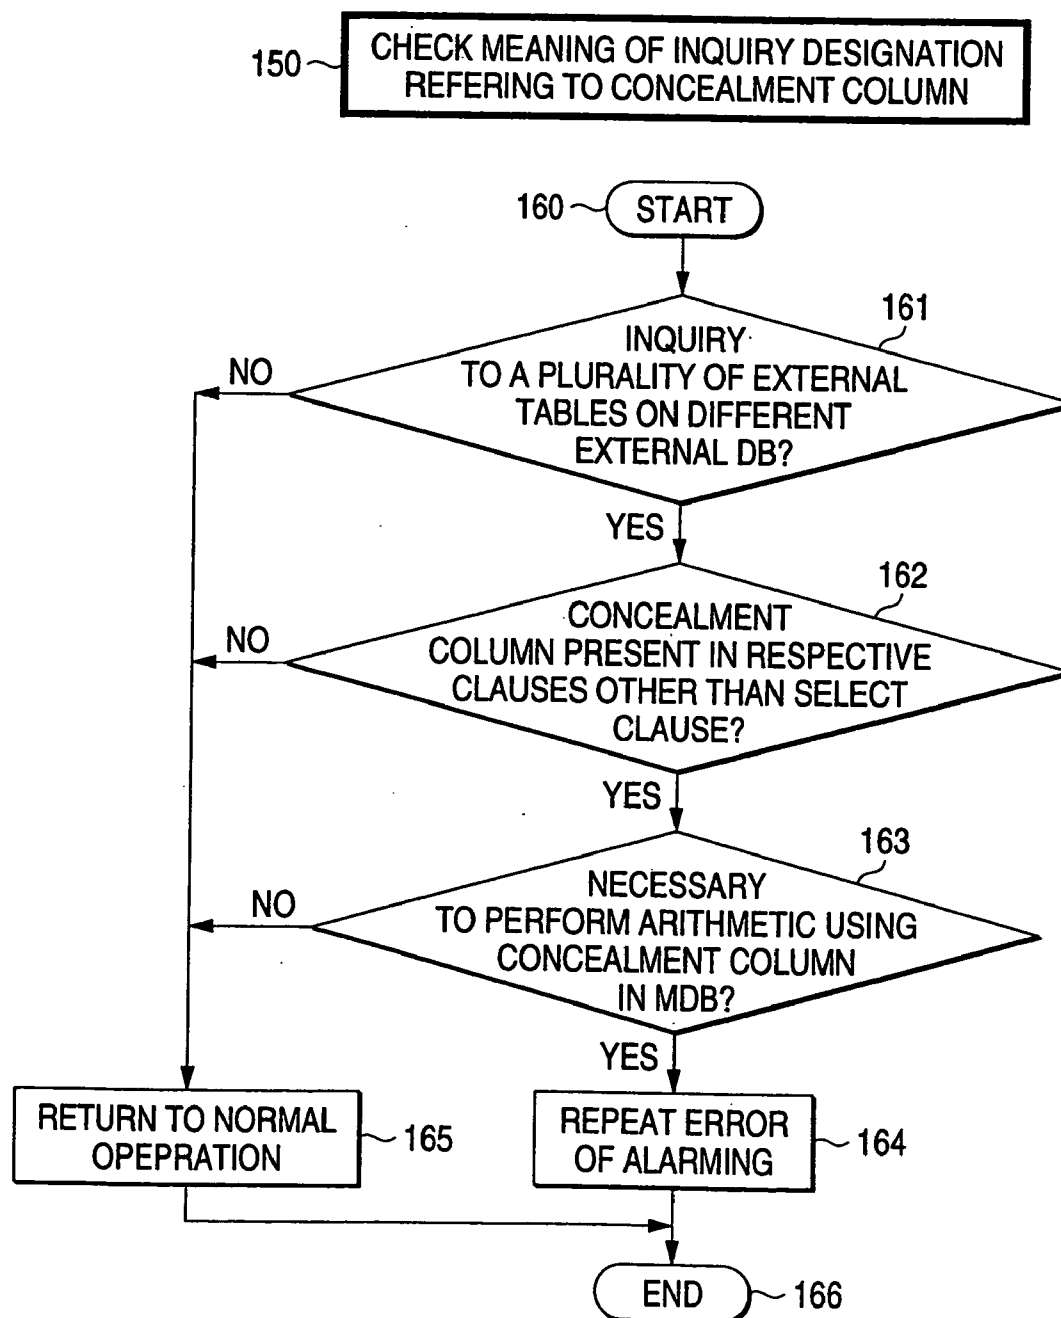 150
CHECK MEANING OF INQUIRY DESIGNATION
REFERING TO CONCEALMENT COLUMN
160
START
161
INQUIRY
TO A PLURALITY OF EXTERNAL
TABLES ON DIFFERENT
EXTERNAL DB?
NO
YES
162
CONCEALMENT
COLUMN PRESENT IN RESPECTIVE
CLAUSES OTHER THAN SELECT
CLAUSE?
NO
YES
163
NECESSARY
TO PERFORM ARITHMETIC USING
CONCEALMENT COLUMN
IN MDB?
NO
YES
RETURN TO NORMAL
OPEPRATION
165
REPEAT ERROR
OF ALARMING
164
END
166